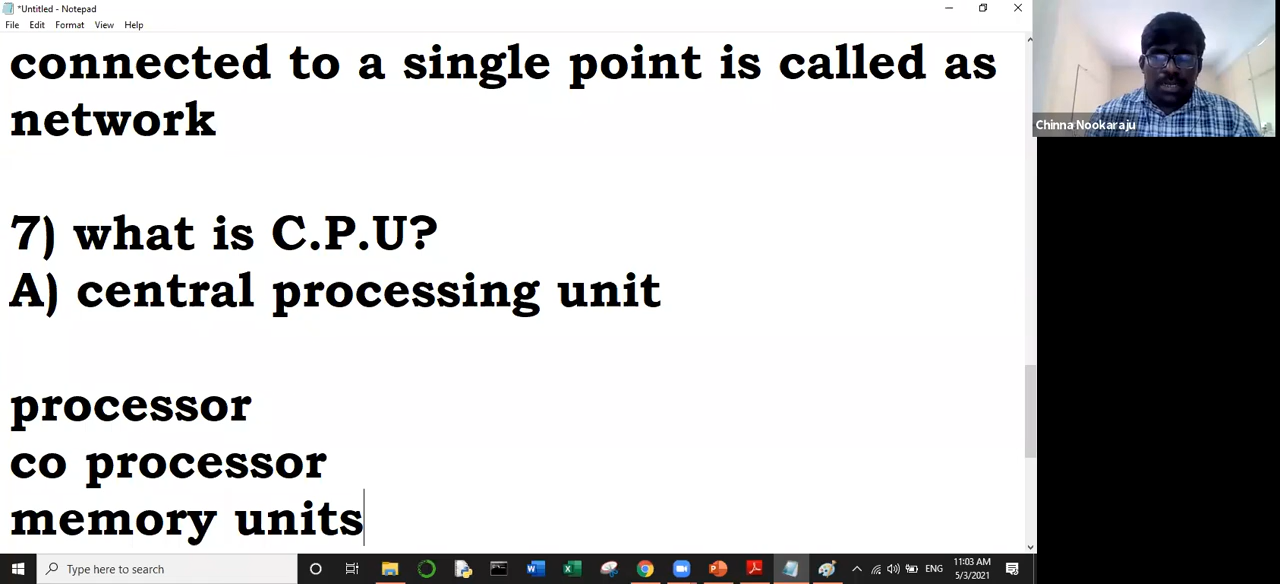 *Untitled - Notepad
File Edit Format View Help
connected to a single point is called as
network
7) what is C.P.U?
A) central processing unit
processor
co processor
memory units
Chinna Nookaraju
Type here to search
ENG
11:03 AM
5/3/2021